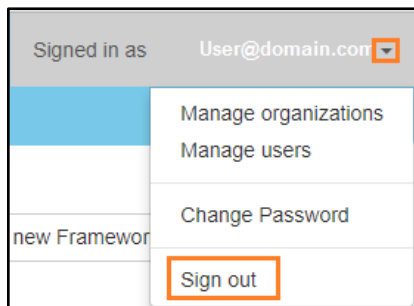 Signed in as User@domain.com
Manage organizations
Manage users
Change Password
new Framewor
Sign out